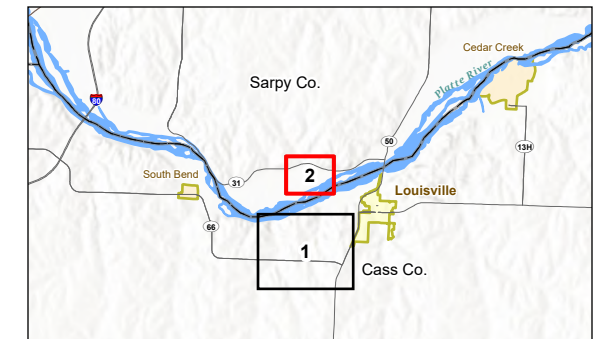 Cedar Creek
Platte River
Sarpy Co.
80
50
13H
South Bend
31
2
Louisville
66
1
Cass Co.